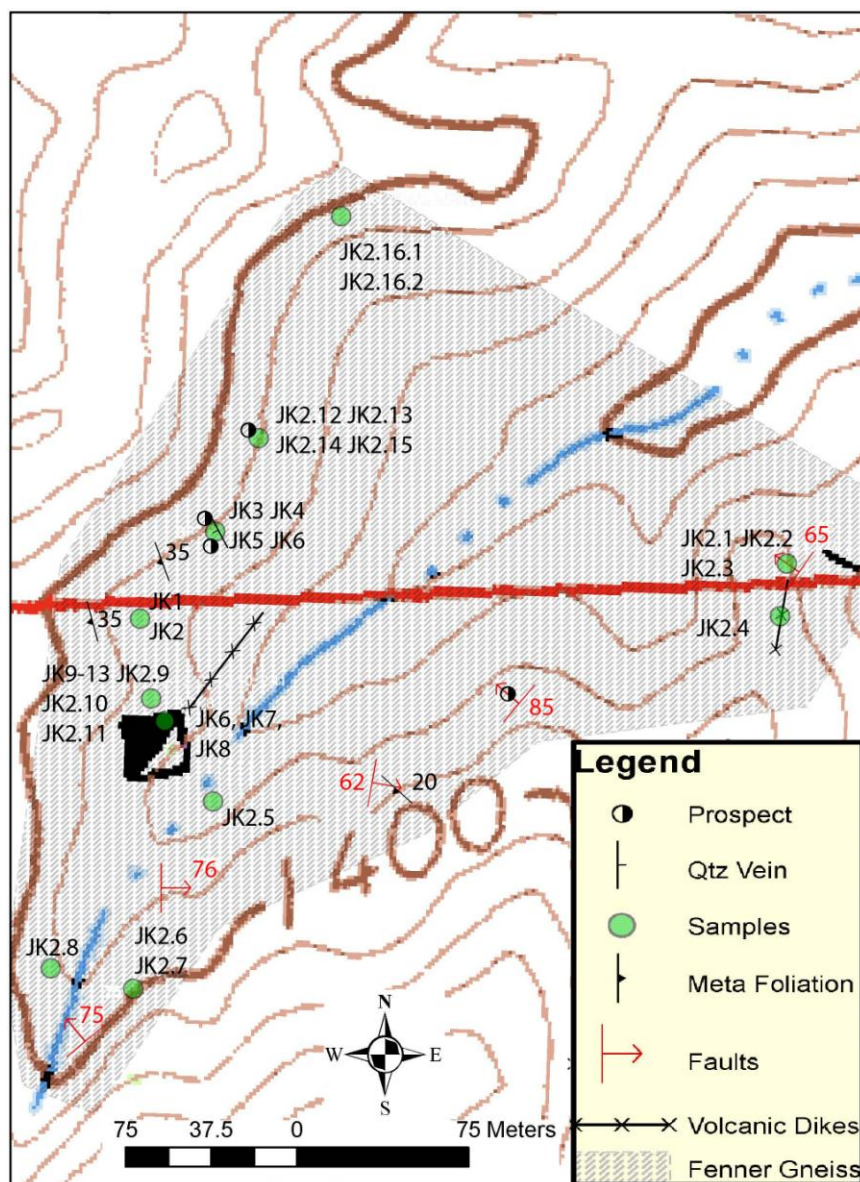 JK2.16.1
JK2.16.2
JK2.12 JK2.13
JK2.14 JK2.15
JK3 JK4
JK5 JK6
35
JK2.1 JK2.2
JK2.3
65
35
JK1
JK2
JK2.4
JK9-13 JK2.9
JK2.10
JK2.11
JK6, JK7,
JK8
85
62
20
JK2.5
1400
76
JK2.8
JK2.6
JK2.7
75
N
W
E
S
75
37.5
0
75 Meters
Legend
Prospect
Qtz Vein
Samples
Meta Foliation
Faults
Volcanic Dikes
Fenner Gneiss